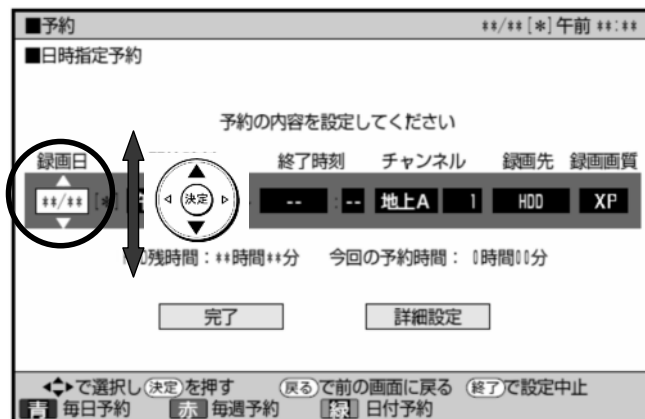 ■予約 **/**[*]午前 **:**
■日時指定予約
予約の内容を設定してください
録画日 終了時刻 チャンネル 録画先 録画画質
**/** [*] 決定 -- : -- 地上A 1 HDD XP
残時間：**時間**分 今回の予約時間： 0時間00分
完了 詳細設定
で選択し 決定 を押す 戻る で前の画面に戻る 終了 で設定中止
青 毎日予約 赤 毎週予約 緑 日付予約